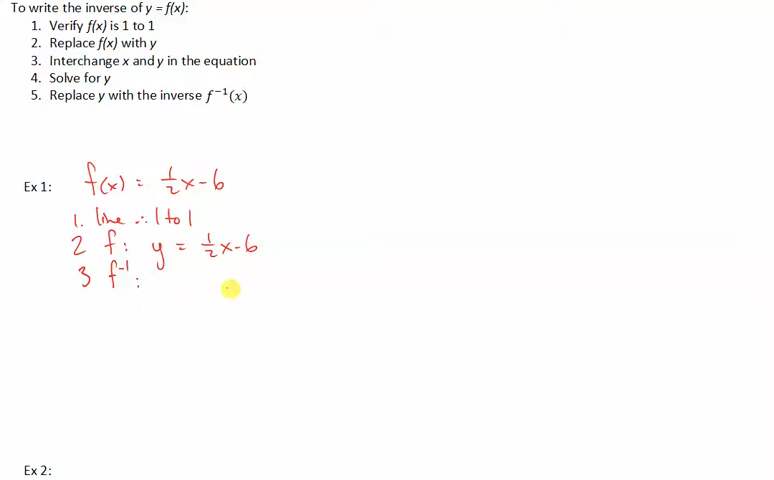 To write the inverse of y = f(x):
1. Verify f(x) is 1 to 1
2. Replace f(x) with y
3. Interchange x and y in the equation
4. Solve for y
5. Replace y with the inverse f⁻¹(x)
Ex 1: f(x) = 1/2 x - 6
1. line ∴ 1 to 1
2 f: y = 1/2 x - 6
3 f⁻¹:
Ex 2: